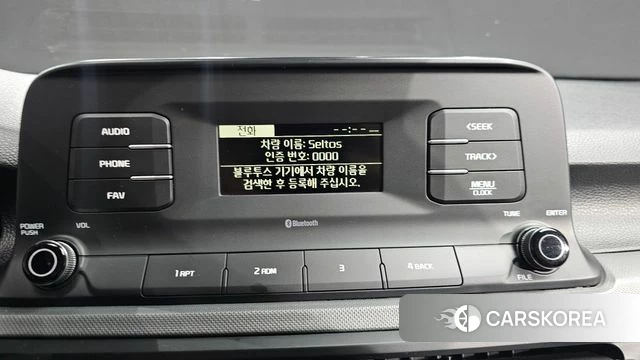 전화 --:--
차량 이름: Seltos
인증 번호: 0000
블루투스 기기에서 차량 이름을
검색한 후 등록해 주십시오.
AUDIO
PHONE
FAV
<SEEK
TRACK>
MENU
CLOCK
POWER
PUSH
VOL
Bluetooth
TUNE
ENTER
FILE
1 RPT
2 RDM
3
4 BACK
CARSKOREA